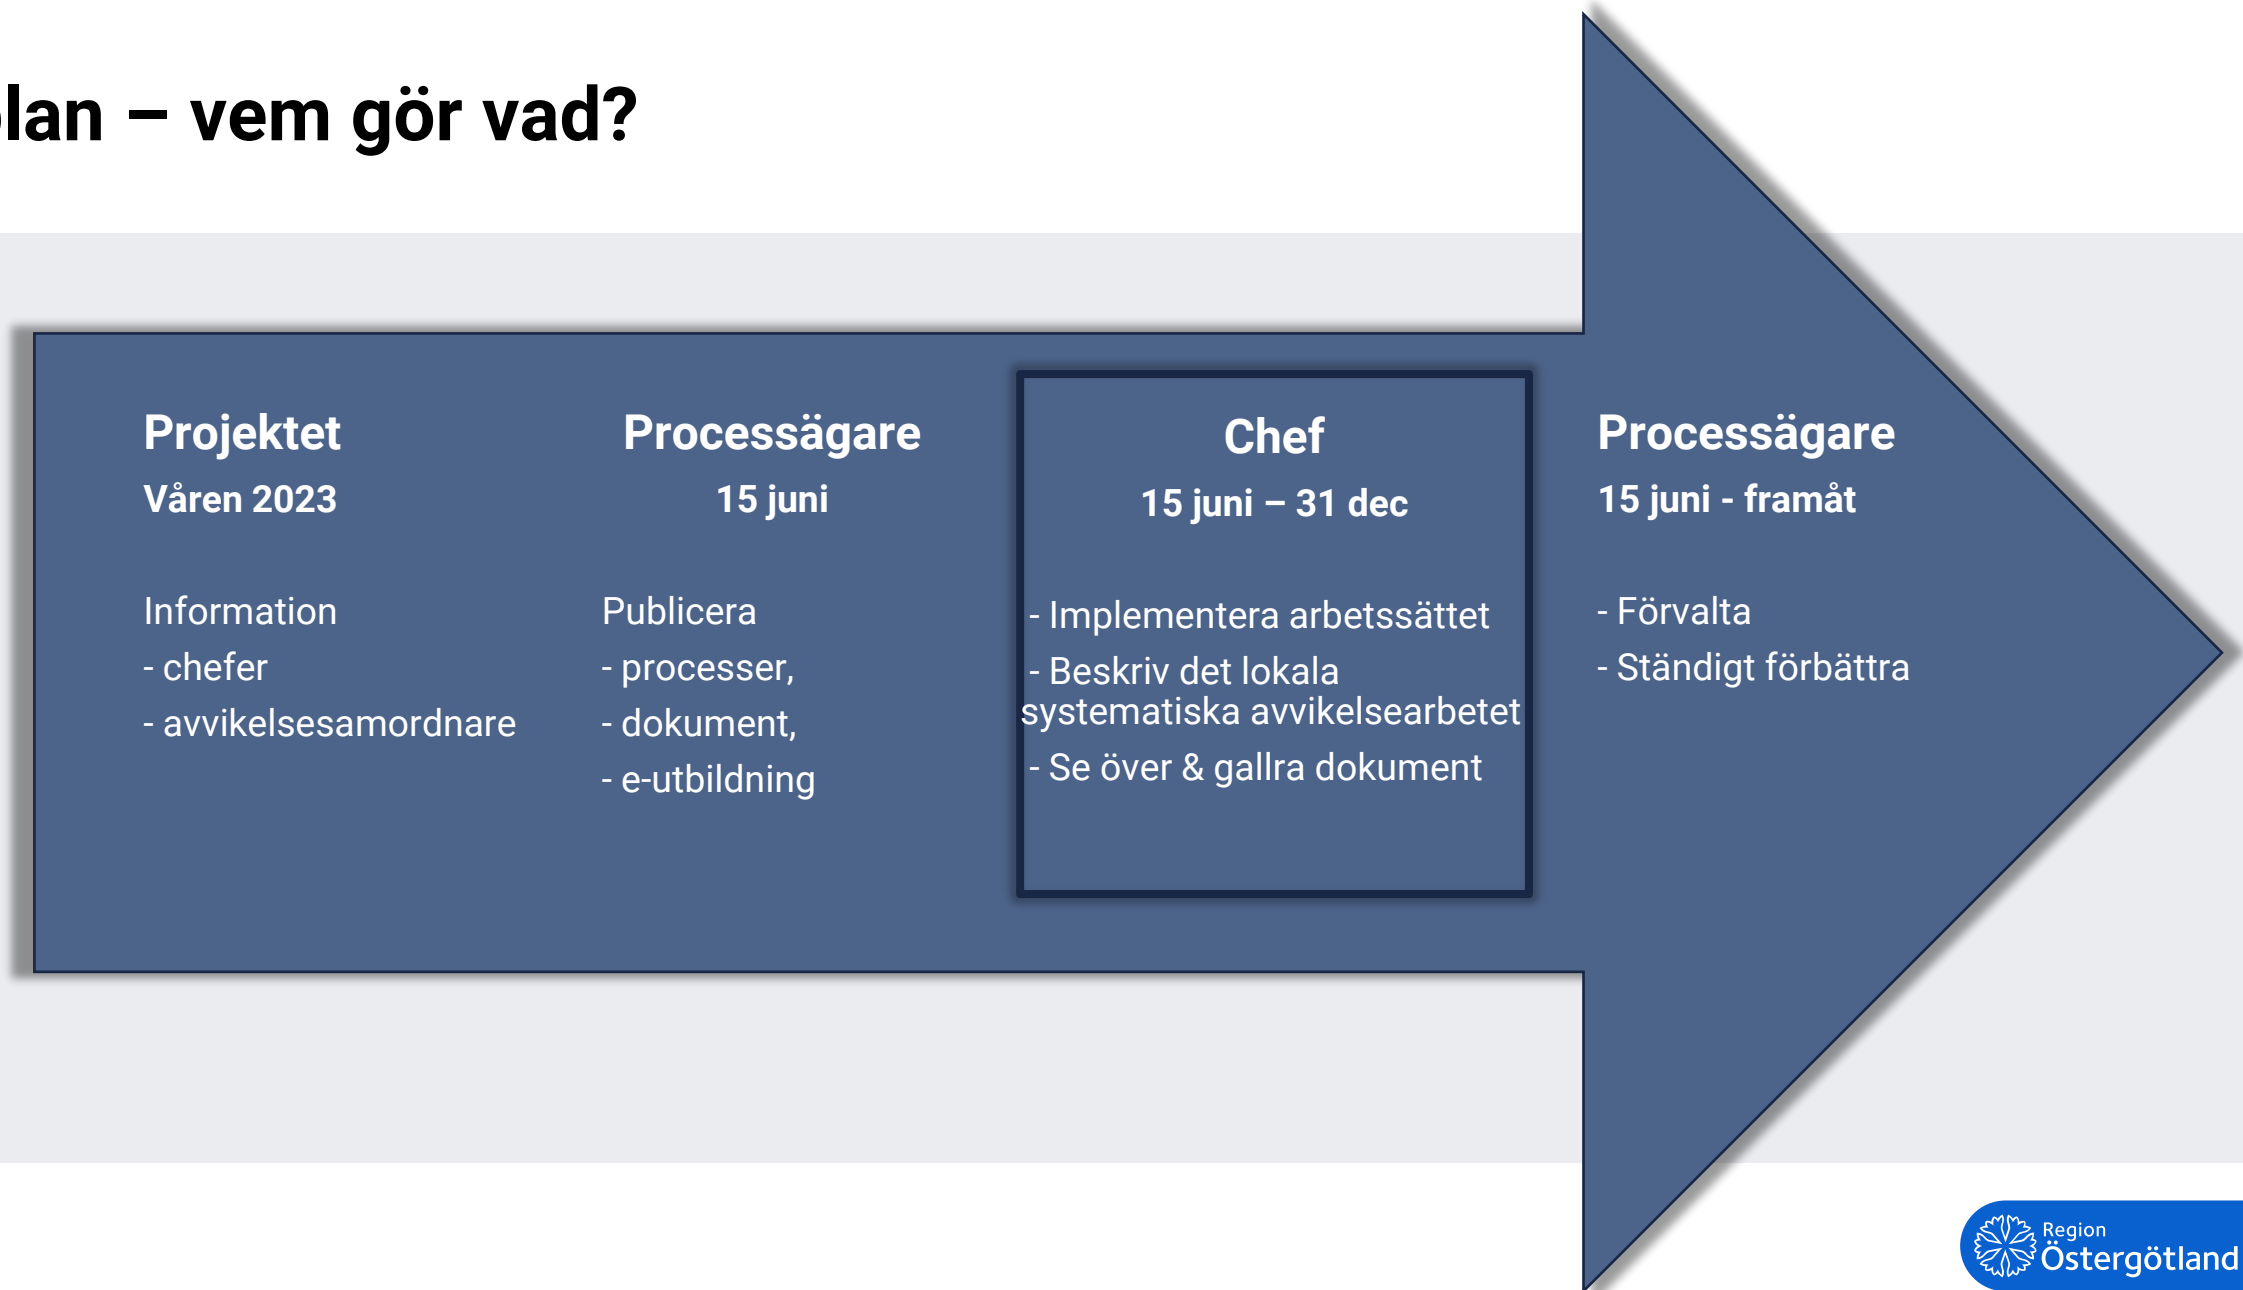 lan – vem gör vad?
Projektet
Våren 2023
Information
- chefer
- avvikelsesamordnare
Processägare
15 juni
Publicera
- processer,
- dokument,
- e-utbildning
Chef
15 juni – 31 dec
- Implementera arbetssättet
- Beskriv det lokala
systematiska avvikelsearbetet
- Se över & gallra dokument
Processägare
15 juni - framåt
- Förvalta
- Ständigt förbättra
Region
Östergötland